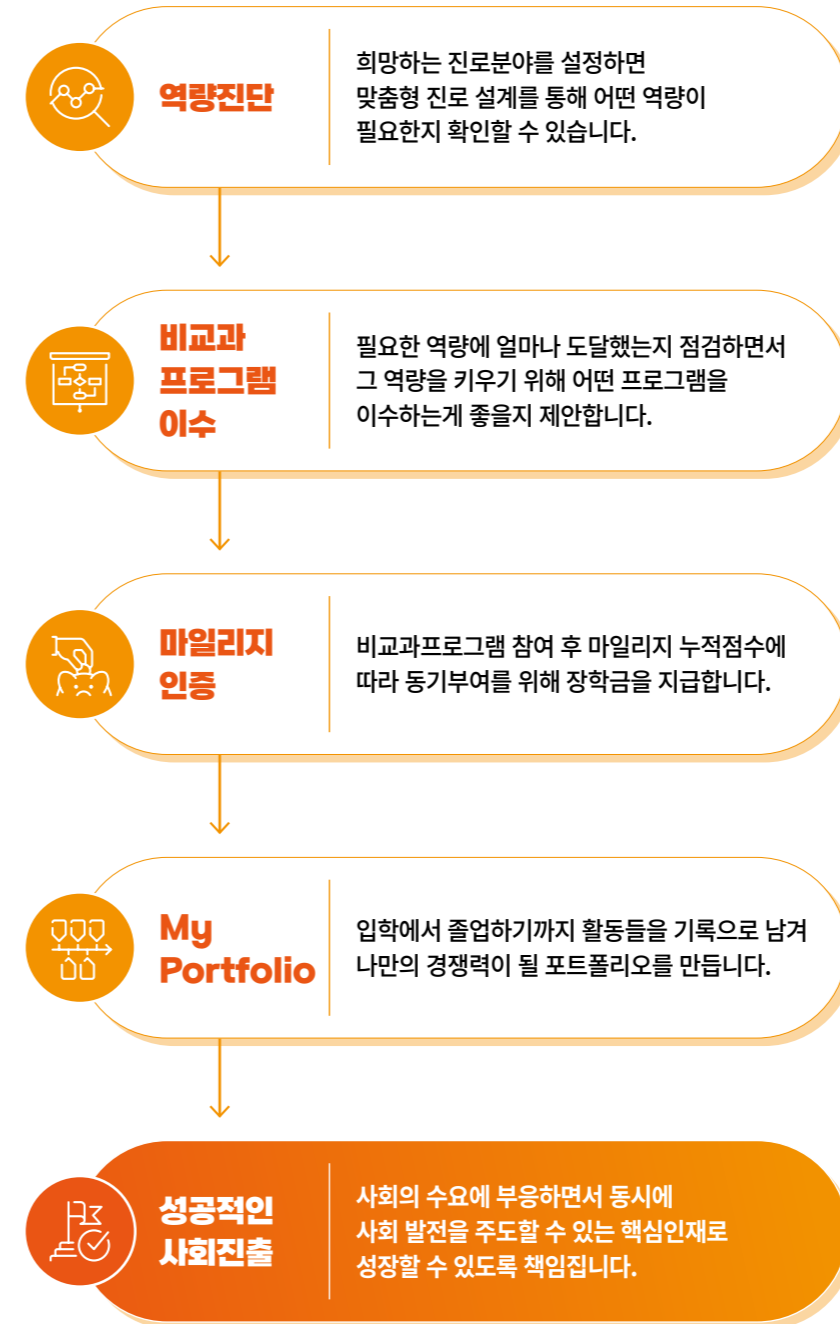 역량진단
희망하는 진로분야를 설정하면
맞춤형 진로 설계를 통해 어떤 역량이
필요한지 확인할 수 있습니다.
비교과
프로그램
이수
필요한 역량에 얼마나 도달했는지 점검하면서
그 역량을 키우기 위해 어떤 프로그램을
이수하는게 좋을지 제안합니다.
마일리지
인증
비교과프로그램 참여 후 마일리지 누적점수에
따라 동기부여를 위해 장학금을 지급합니다.
My
Portfolio
입학에서 졸업하기까지 활동들을 기록으로 남겨
나만의 경쟁력이 될 포트폴리오를 만듭니다.
성공적인
사회진출
사회의 수요에 부응하면서 동시에
사회 발전을 주도할 수 있는 핵심인재로
성장할 수 있도록 책임집니다.